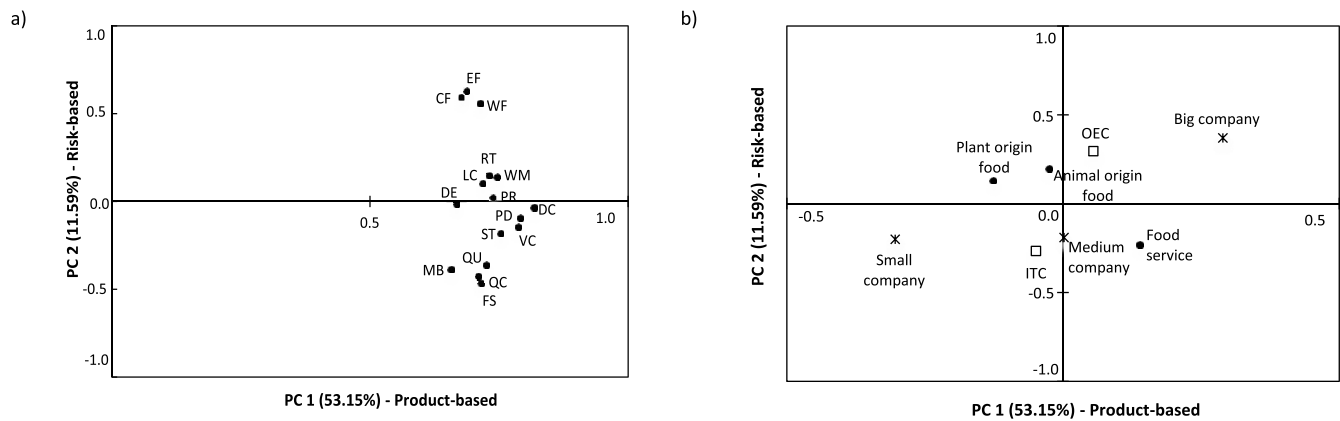 a)
1.0
EF
CF
WF
0.5
RT
LC
WM
DE
PR
0.0
DC
PD
0.5
1.0
ST
VC
QU
MB
QC
-0.5
FS
-1.0
PC 2 (11.59%) - Risk-based
PC 1 (53.15%) - Product-based
b)
1.0
0.5
Big company
OEC
Plant origin
food
Animal origin
food
-0.5
0.0
0.5
Small
company
Medium
company
Food
service
ITC
-0.5
-1.0
PC 2 (11.59%) - Risk-based
PC 1 (53.15%) - Product-based